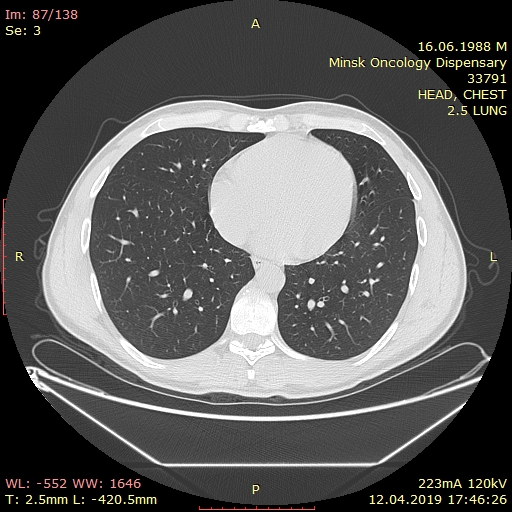 Im: 87/138
Se: 3
A
16.06.1988 M
Minsk Oncology Dispensary
33791
HEAD, CHEST
2.5 LUNG
R
L
WL: -552 WW: 1646
T: 2.5mm L: -420.5mm
P
223mA 120kV
12.04.2019 17:46:26